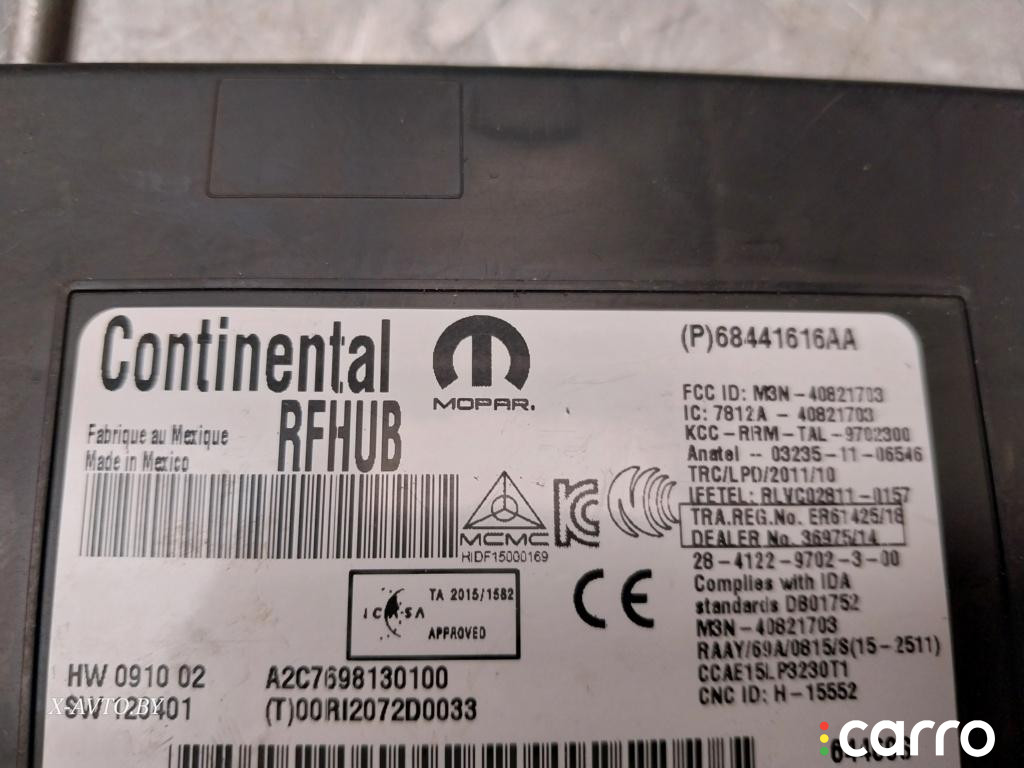 Continental
MOPAR.
RFHUB
Fabrique au Mexique
Made in Mexico
(P)68441616AA
FCC ID: M3N-40821703
IC: 7812A - 40821703
KCC-RRM-TAL-9702300
Anatel -- 03235-11-06546
TRC/LPD/2011/10
IFETEL: RLVC02811-0157
TRA.REG.No. ER61425/18
DEALER No. 36975/14
28-4122-9702-3-00
Complies with IDA
standards DB01752
M3N-40821703
RAAY/69A/0815/S(15-2511)
CCAE15LP3230T1
CNC ID: H-15552
MCMC
HIDF15000169
ICASA
TA 2015/1582
APPROVED
CE
HW 0910 02
A2C7698130100
(T)00RI2072D0033
X-AVTO.BY
carro